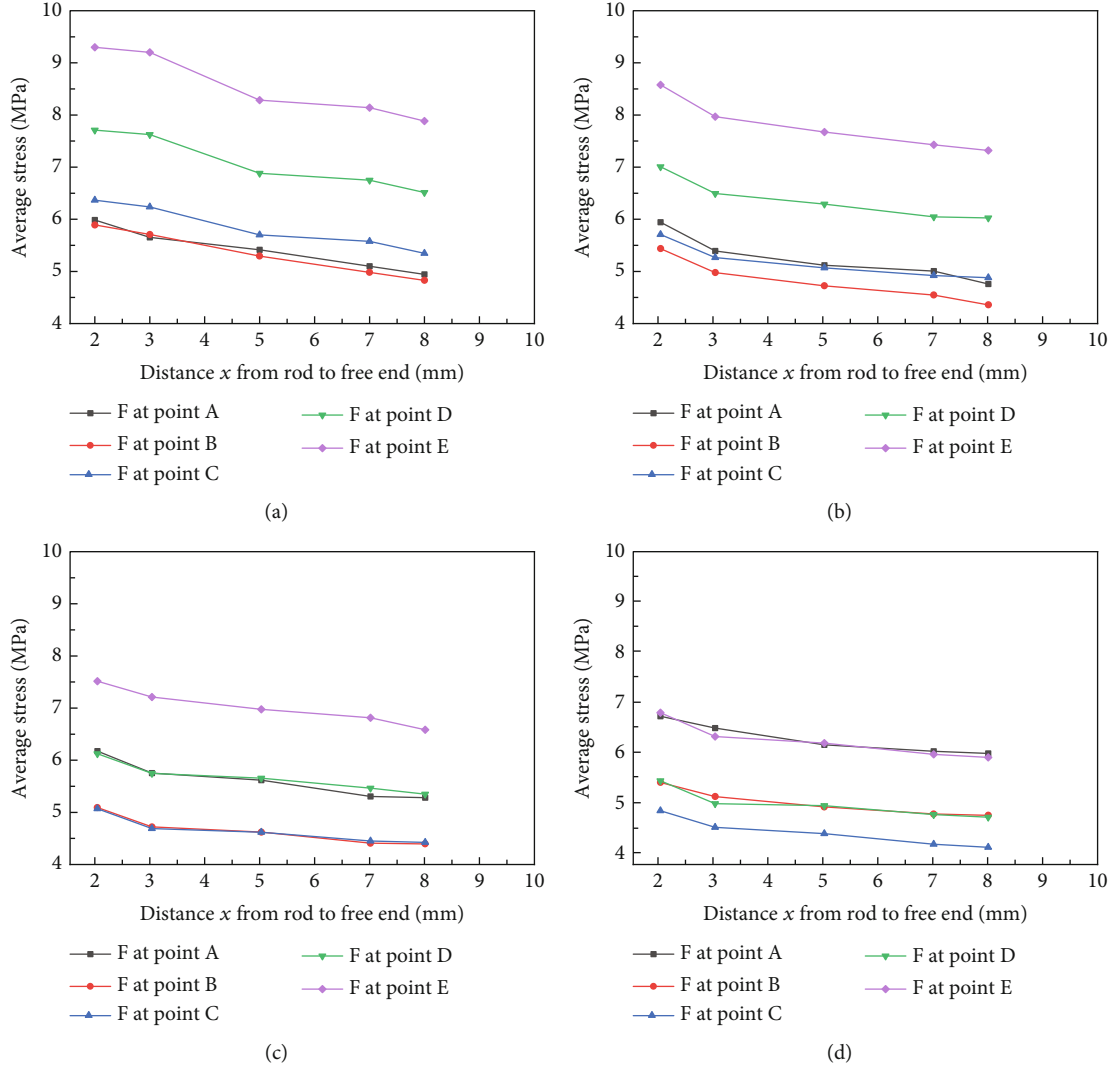 10
9
8
7
6
5
4
Average stress (MPa)
2 3 4 5 6 7 8 9 10
Distance x from rod to free end (mm)
F at point A
F at point B
F at point C
F at point D
F at point E
(a)
10
9
8
7
6
5
4
Average stress (MPa)
2 3 4 5 6 7 8 9 10
Distance x from rod to free end (mm)
F at point A
F at point B
F at point C
F at point D
F at point E
(b)
10
9
8
7
6
5
4
Average stress (MPa)
2 3 4 5 6 7 8 9 10
Distance x from rod to free end (mm)
F at point A
F at point B
F at point C
F at point D
F at point E
(c)
10
9
8
7
6
5
4
Average stress (MPa)
2 3 4 5 6 7 8 9 10
Distance x from rod to free end (mm)
F at point A
F at point B
F at point C
F at point D
F at point E
(d)